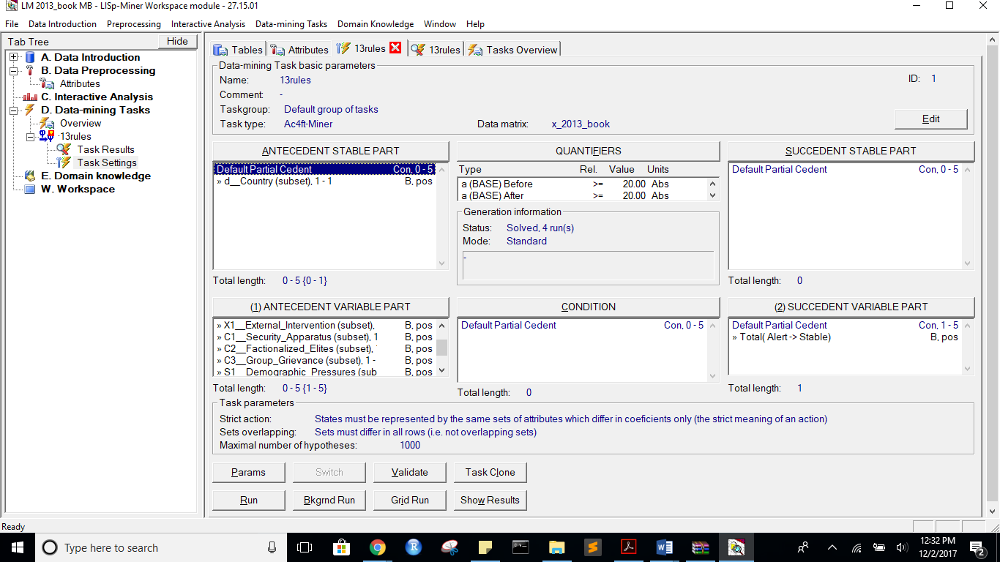 LM 2013_book MB - LISp-Miner Workspace module - 27.15.01
File Data Introduction Preprocessing Interactive Analysis Data-mining Tasks Domain Knowledge Window Help
Tab Tree Hide
A. Data Introduction
B. Data Preprocessing
Attributes
C. Interactive Analysis
D. Data-mining Tasks
Overview
13rules
Task Results
Task Settings
E. Domain knowledge
W. Workspace
Tables Attributes 13rules 13rules Tasks Overview
Data-mining Task basic parameters
Name: 13rules ID: 1
Comment: -
Taskgroup: Default group of tasks
Task type: Ac4ft-Miner Data matrix: x_2013_book
Edit
ANTECEDENT STABLE PART
Default Partial Cedent Con, 0 - 5
» d__Country (subset), 1 - 1 B, pos
Total length: 0 - 5 {0 - 1}
QUANTIFIERS
Type Rel. Value Units
a (BASE) Before >= 20.00 Abs
a (BASE) After >= 20.00 Abs
Generation information
Status: Solved, 4 run(s)
Mode: Standard
-
SUCCEDENT STABLE PART
Default Partial Cedent Con, 0 - 5
Total length: 0
(1) ANTECEDENT VARIABLE PART
» X1__External_Intervention (subset), B, pos
» C1__Security_Apparatus (subset), 1 B, pos
» C2__Factionalized_Elites (subset), B, pos
» C3__Group_Grievance (subset), 1 - B, pos
» S1__Demographic_Pressures (sub B, pos
Total length: 0 - 5 {1 - 5}
CONDITION
Default Partial Cedent Con, 0 - 5
Total length: 0
(2) SUCCEDENT VARIABLE PART
Default Partial Cedent Con, 1 - 5
» Total( Alert -> Stable) B, pos
Total length: 1
Task parameters
Strict action: States must be represented by the same sets of attributes which differ in coeficients only (the strict meaning of an action)
Sets overlapping: Sets must differ in all rows (i.e. not overlapping sets)
Maximal number of hypotheses: 1000
Params Switch Validate Task Clone
Run Bkgrnd Run Grid Run Show Results
Ready
Type here to search
12:32 PM
12/2/2017
2